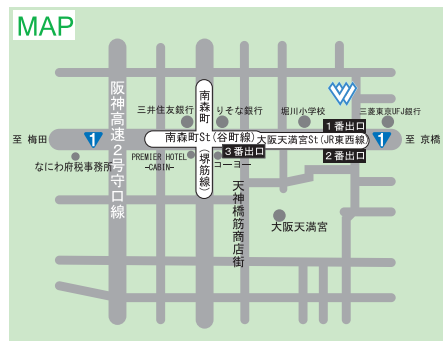 MAP
阪神高速2号守口線
南森町
三井住友銀行
りそな銀行
堀川小学校
三菱東京UFJ銀行
1番出口
至 梅田
1
南森町St(谷町線)
大阪天満宮St(JR東西線)
1
至 京橋
3番出口
2番出口
なにわ府税事務所
PREMIER HOTEL
-CABIN-
(堺筋線)
コーヨー
天神橋筋商店街
大阪天満宮